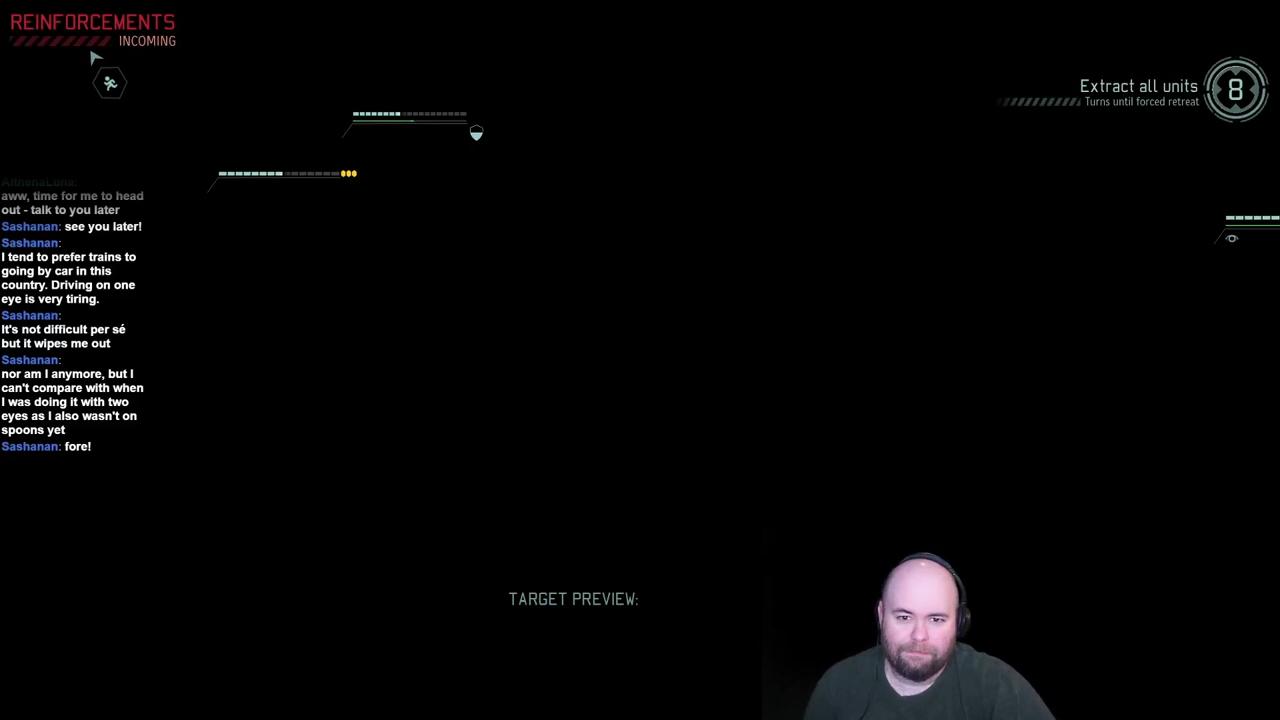 REINFORCEMENTS
INCOMING
Extract all units
Turns until forced retreat
8
aww, time for me to head
out - talk to you later
Sashanan: see you later!
Sashanan:
I tend to prefer trains to
going by car in this
country. Driving on one
eye is very tiring.
Sashanan:
It's not difficult per sé
but it wipes me out
Sashanan:
nor am I anymore, but I
can't compare with when
I was doing it with two
eyes as I also wasn't on
spoons yet
Sashanan: fore!
TARGET PREVIEW: